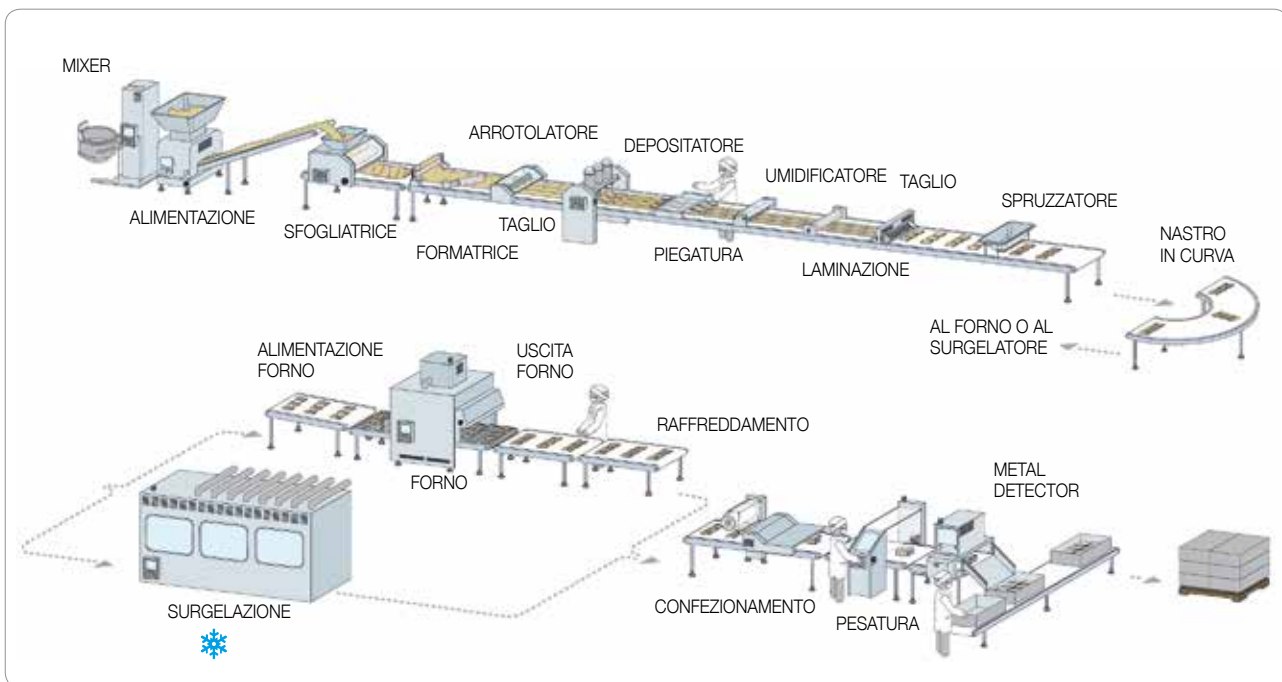 MIXER
ALIMENTAZIONE
SFOGLIATRICE
FORMATRICE
ARROTOLATORE
TAGLIO
DEPOSITATORE
PIEGATURA
UMIDIFICATORE
LAMINAZIONE
TAGLIO
SPRUZZATORE
NASTRO
IN CURVA
AL FORNO O AL
SURGELATORE
ALIMENTAZIONE
FORNO
FORNO
USCITA
FORNO
RAFFREDDAMENTO
SURGELAZIONE
CONFEZIONAMENTO
PESATURA
METAL
DETECTOR